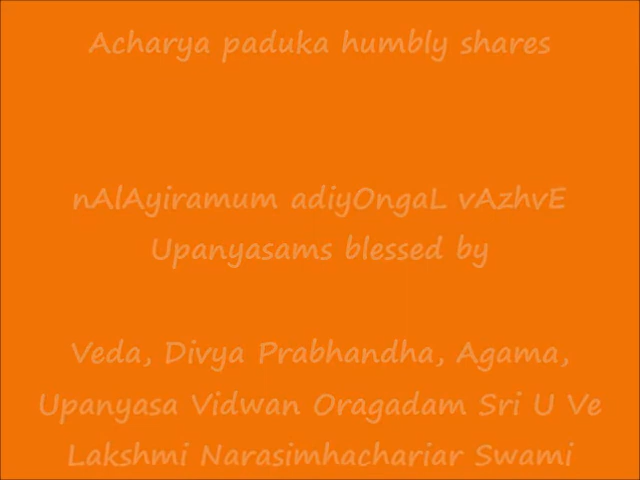 Acharya paduka humbly shares
nAlAyiramum adiyOngaL vAzhvE
Upanyasams blessed by
Veda, Divya Prabhandha, Agama,
Upanyasa Vidwan Oragadam Sri U Ve
Lakshmi Narasimhachariar Swami